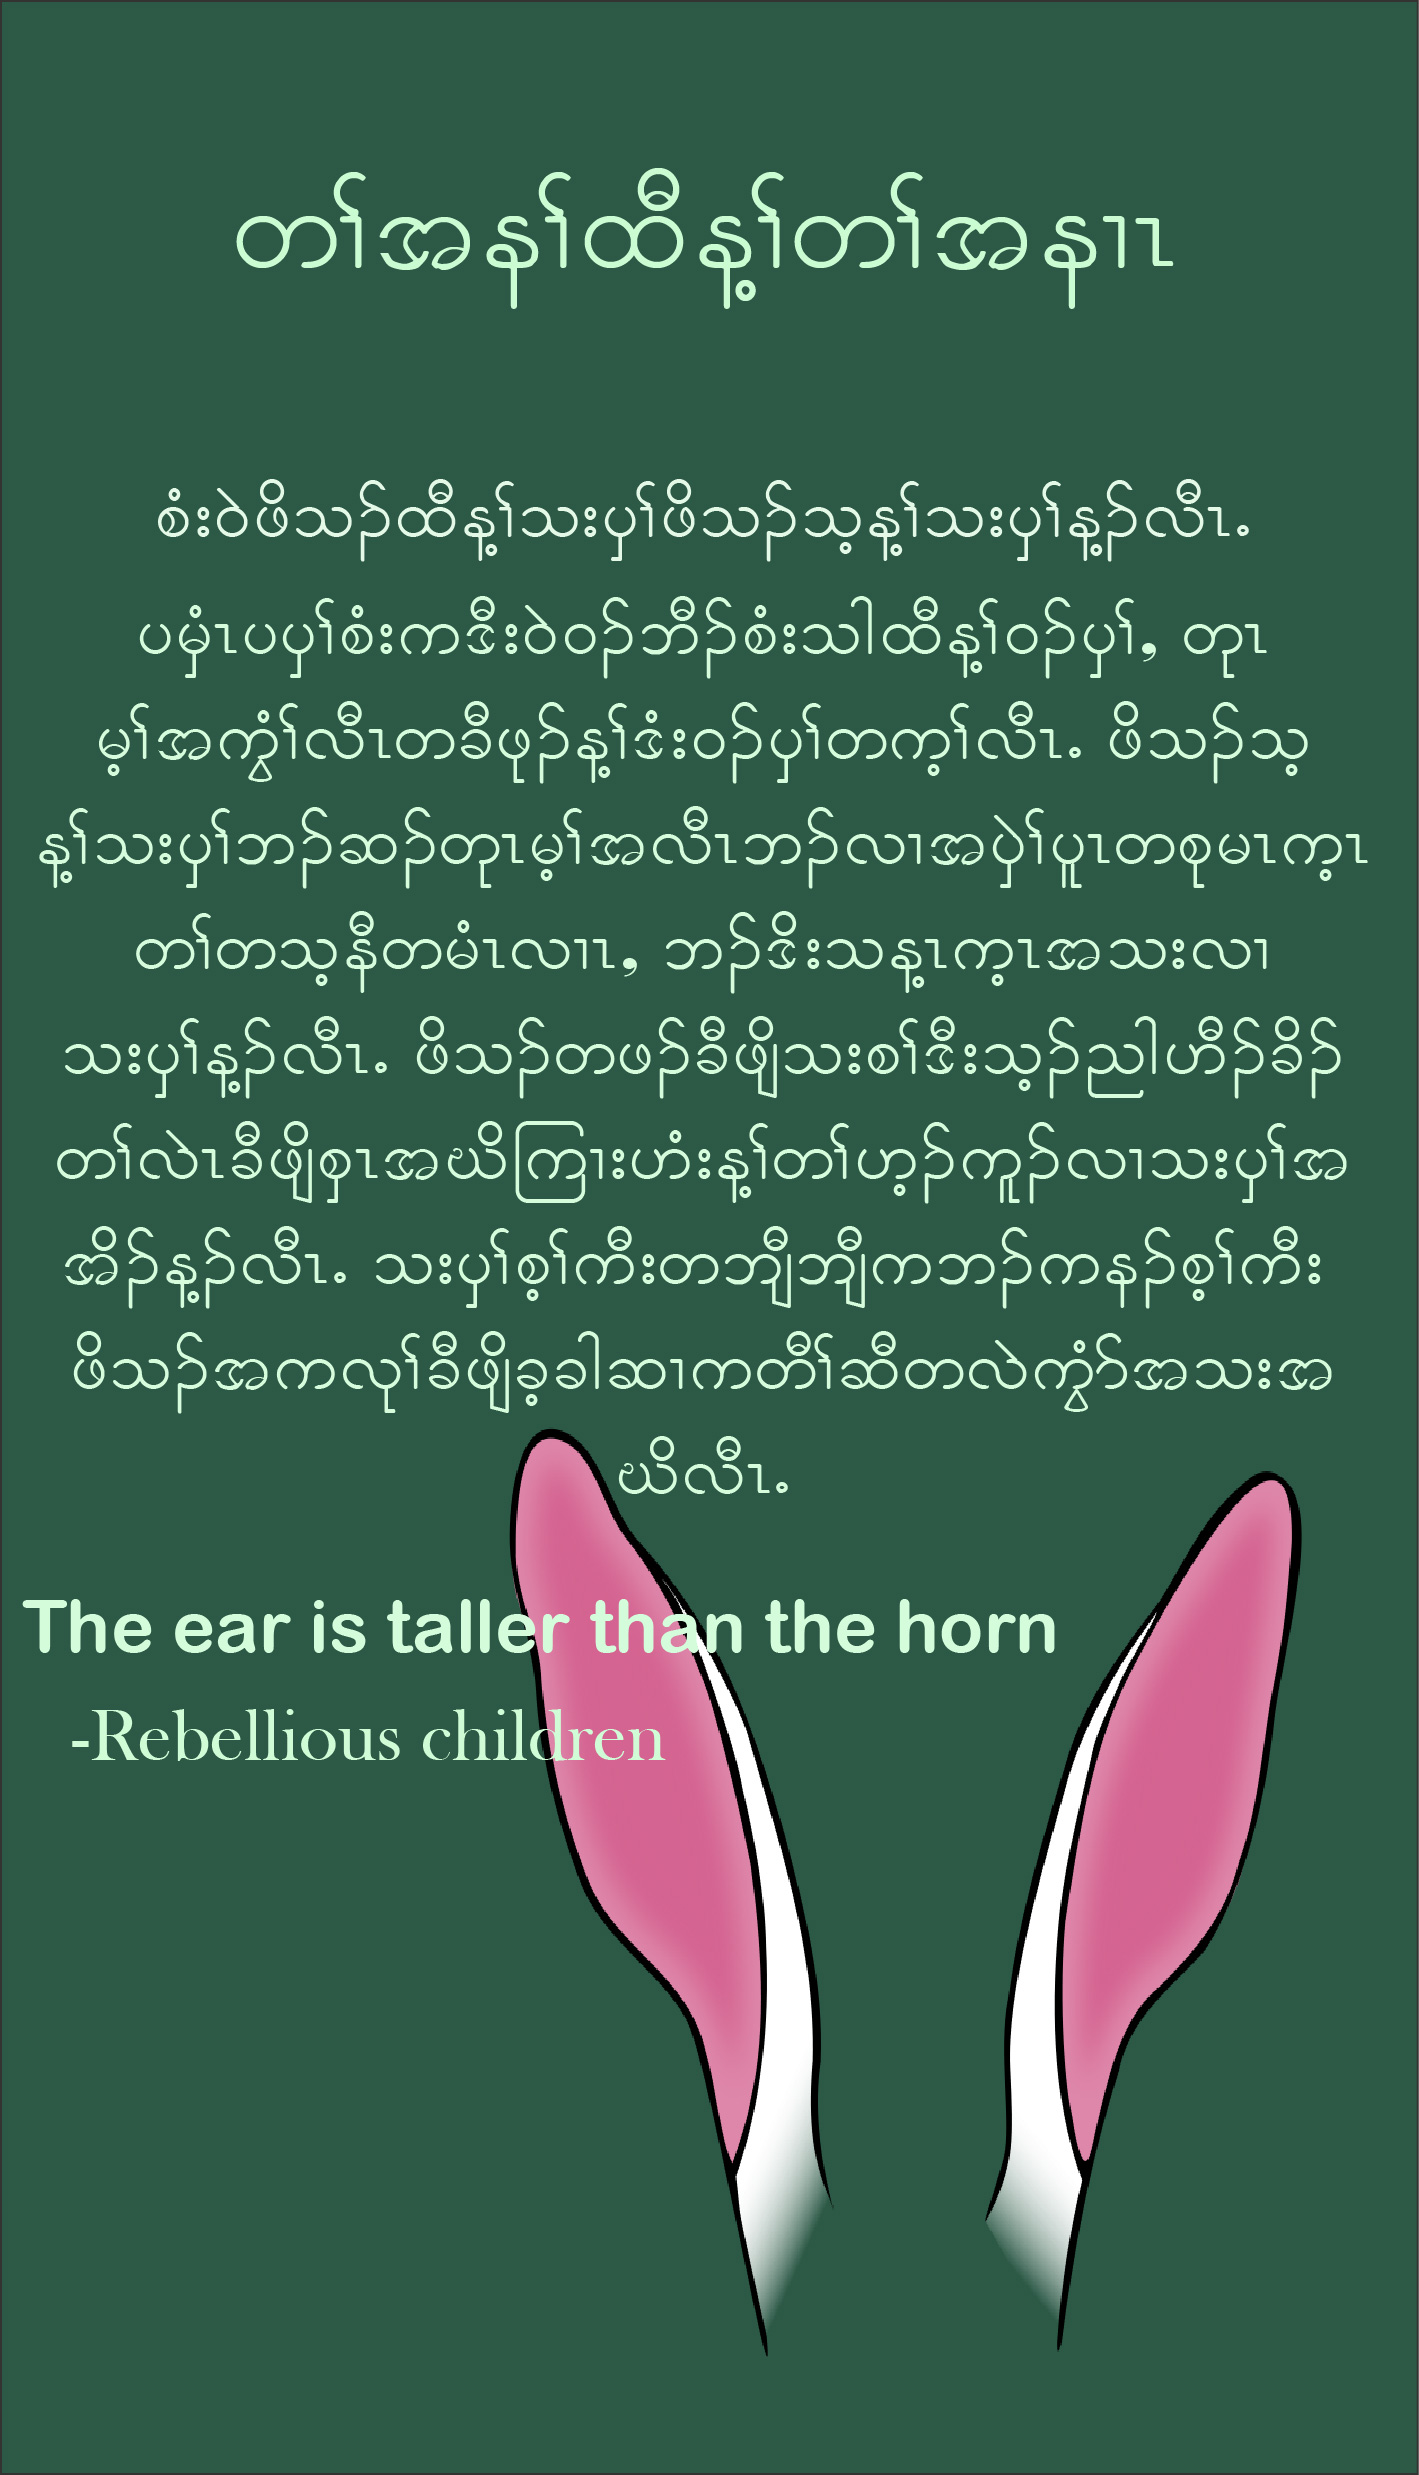 တၢ်အနၢ်ထီန့ၢ်တၢ်အနၢၤ
စံးဝဲဖိသၣ်ထီန့ၢ်သးပှၢ်ဖိသၣ်သ့န့ၢ်သးပှၢ်န့ၣ်လီၤ.
ပမှံၤပပှၢ်စံးကဒီးဝဲဝၣ်ဘီၣ်စံးသါထီန့ၢ်ဝၣ်ပှၢ်, တုၤ
မ့ၢ်အကွံၢ်လီၤတခီဖုၣ်န့ၢ်ဒံးဝၣ်ပှၢ်တက့ၢ်လီၤ. ဖိသၣ်သ့
န့ၢ်သးပှၢ်ဘၣ်ဆၣ်တုၤမ့ၢ်အလီၤဘၣ်လၢအပှဲၢ်ပူၤတစုမၤက့ၤ
တၢ်တသ့နီတမံၤလၢၤ, ဘၣ်ဒိးသန့ၤက့ၤအသးလၢ
သးပှၢ်န့ၣ်လီၤ. ဖိသၣ်တဖၣ်ခီဖျိသးစၢ်ဒီးသ့ၣ်ညါဟီၣ်ခိၣ်
တၢ်လဲၤခီဖျိစှၤအဃိကြၢးဟံးန့ၢ်တၢ်ဟ့ၣ်ကူၣ်လၢသးပှၢ်အ
အိၣ်န့ၣ်လီၤ. သးပှၢ်စ့ၢ်ကီးတဘျီဘျီကဘၣ်ကနၣ်စ့ၢ်ကီး
ဖိသၣ်အကလုၢ်ခီဖျိခ့ခါဆၢကတီၢ်ဆီတလဲကွံာ်အသးအ
ဃိလီၤ.
The ear is taller than the horn
-Rebellious children